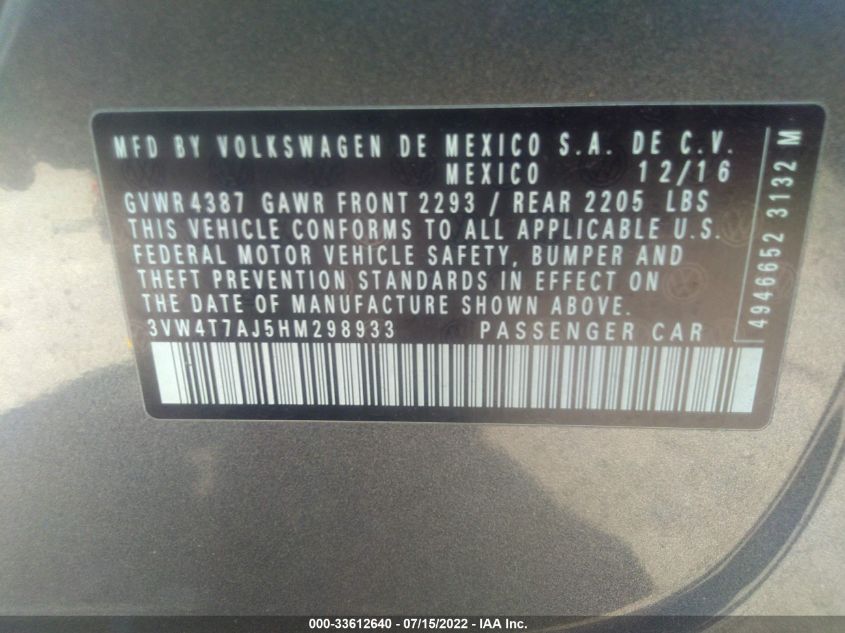 MFD BY VOLKSWAGEN DE MEXICO S.A. DE C.V.
MEXICO 12/16
GVWR 4387 GAWR FRONT 2293 / REAR 2205 LBS
THIS VEHICLE CONFORMS TO ALL APPLICABLE U.S.
FEDERAL MOTOR VEHICLE SAFETY, BUMPER AND
THEFT PREVENTION STANDARDS IN EFFECT ON
THE DATE OF MANUFACTURE SHOWN ABOVE.
3VW4T7AJ5HM298933 PASSENGER CAR
4946652 3132 M
000-33612640 - 07/15/2022 - IAA Inc.